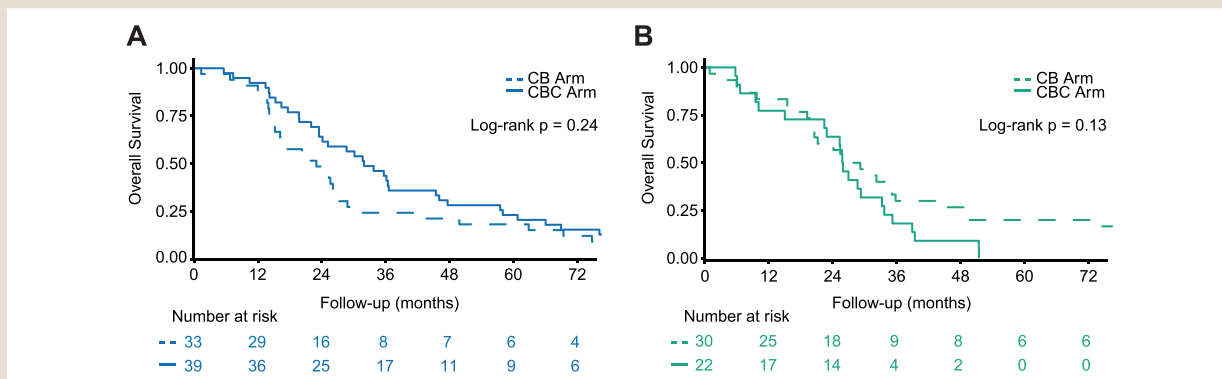 A
1.00
0.75
0.50
0.25
0.00
Overall Survival
CB Arm
CBC Arm
Log-rank p = 0.24
0 12 24 36 48 60 72
Follow-up (months)
Number at risk
33 29 16 8 7 6 4
39 36 25 17 11 9 6
B
1.00
0.75
0.50
0.25
0.00
Overall Survival
CB Arm
CBC Arm
Log-rank p = 0.13
0 12 24 36 48 60 72
Follow-up (months)
Number at risk
30 25 18 9 8 6 6
22 17 14 4 2 0 0